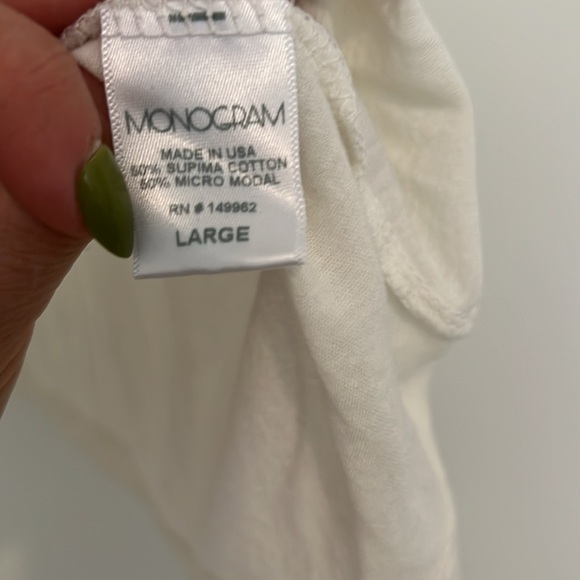 MONOGRAM
MADE IN USA
50% SUPIMA COTTON
50% MICRO MODAL
RN # 149962
LARGE